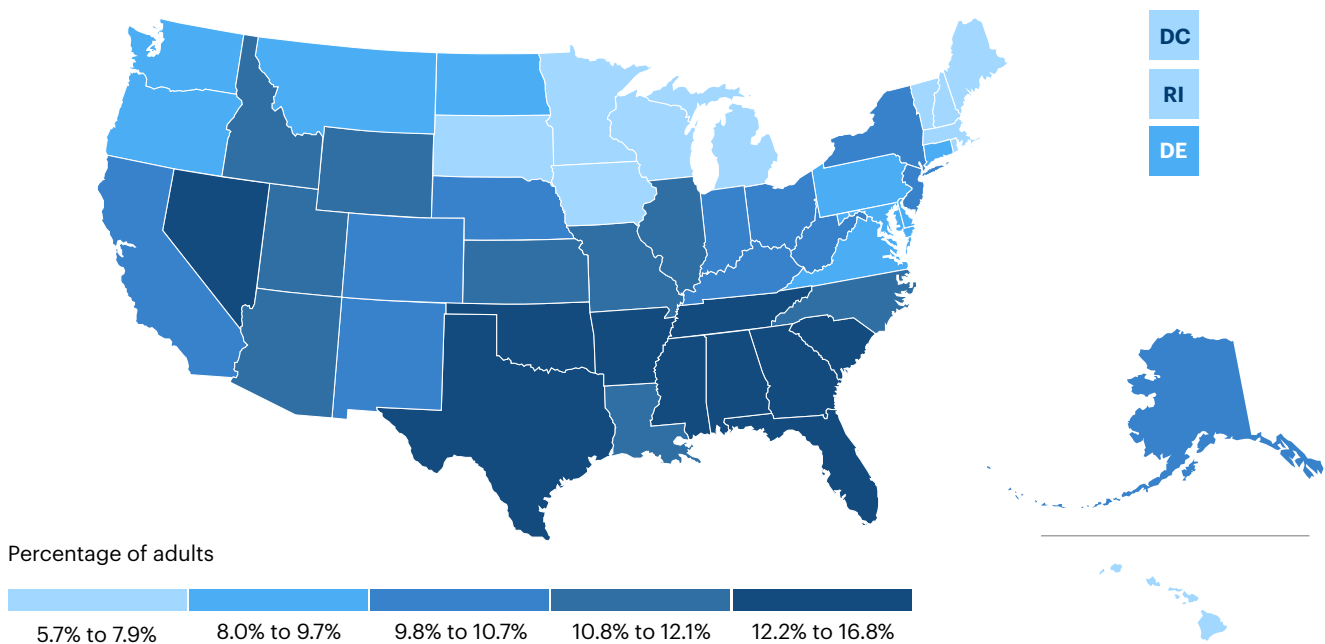 DC
RI
DE
Percentage of adults
5.7% to 7.9%
8.0% to 9.7%
9.8% to 10.7%
10.8% to 12.1%
12.2% to 16.8%